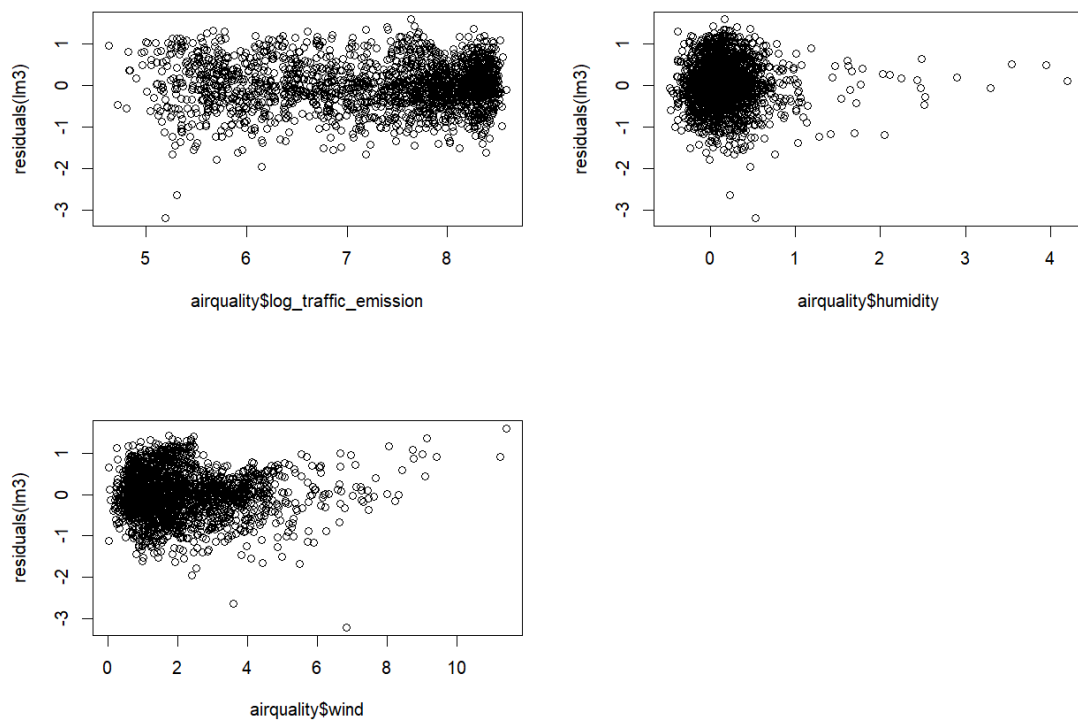 residuals(lm3)
1
0
-1
-2
-3
5 6 7 8
airquality$log_traffic_emission
residuals(lm3)
1
0
-1
-2
-3
0 1 2 3 4
airquality$humidity
residuals(lm3)
1
0
-1
-2
-3
0 2 4 6 8 10
airquality$wind